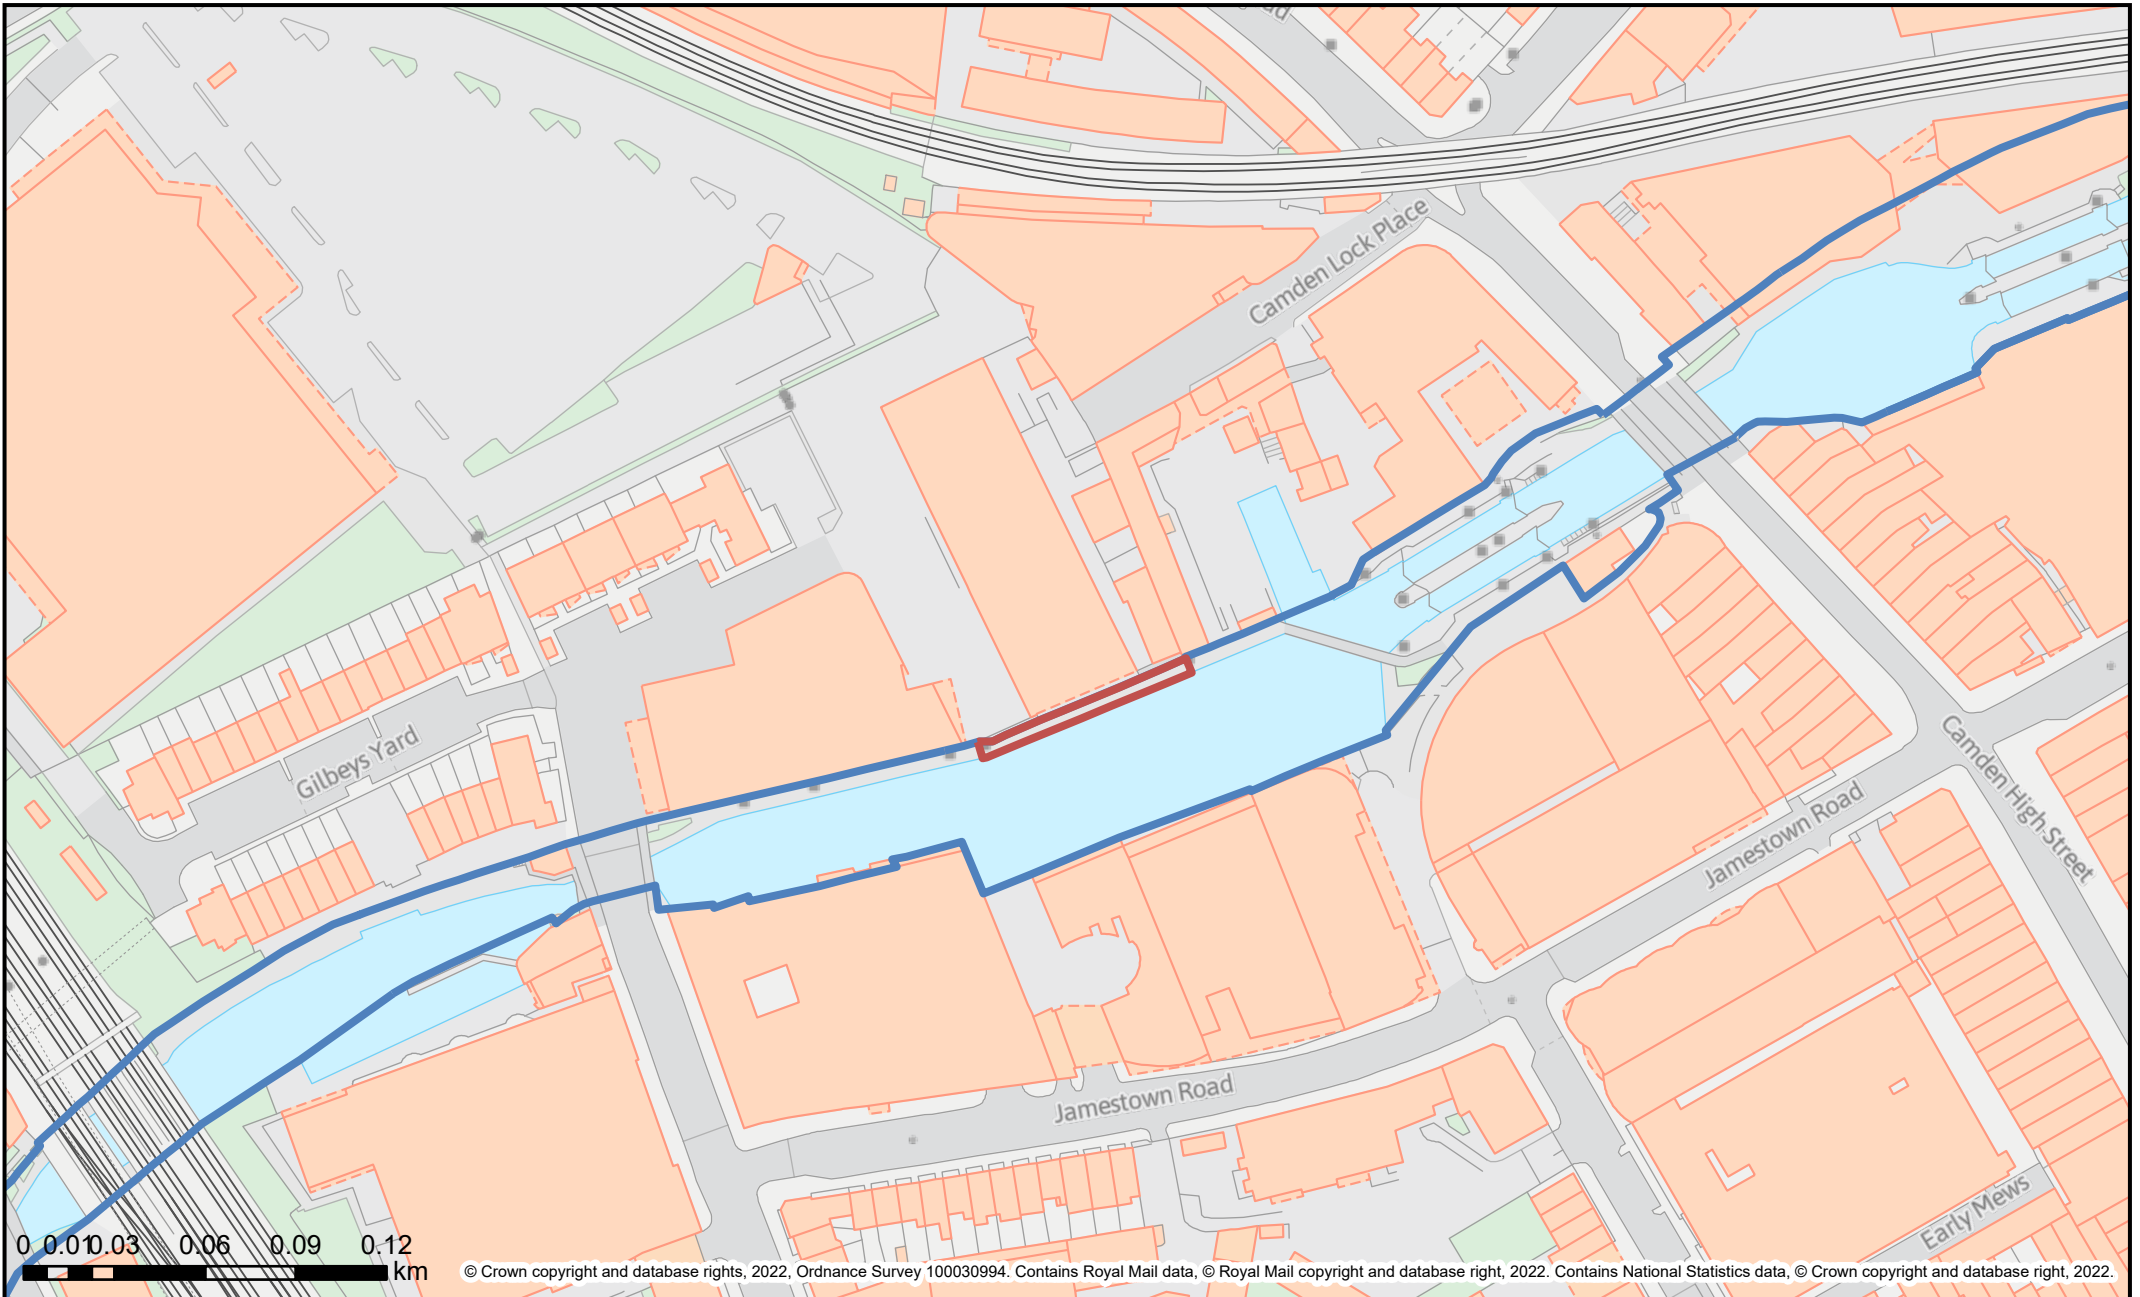 Camden Lock Place
Gilbeys Yard
Camden High Street
Jamestown Road
Jamestown Road
Early Mews
0 0.01 0.03 0.06 0.09 0.12
km
© Crown copyright and database rights, 2022, Ordnance Survey 100030994. Contains Royal Mail data, © Royal Mail copyright and database right, 2022. Contains National Statistics data, © Crown copyright and database right, 2022.